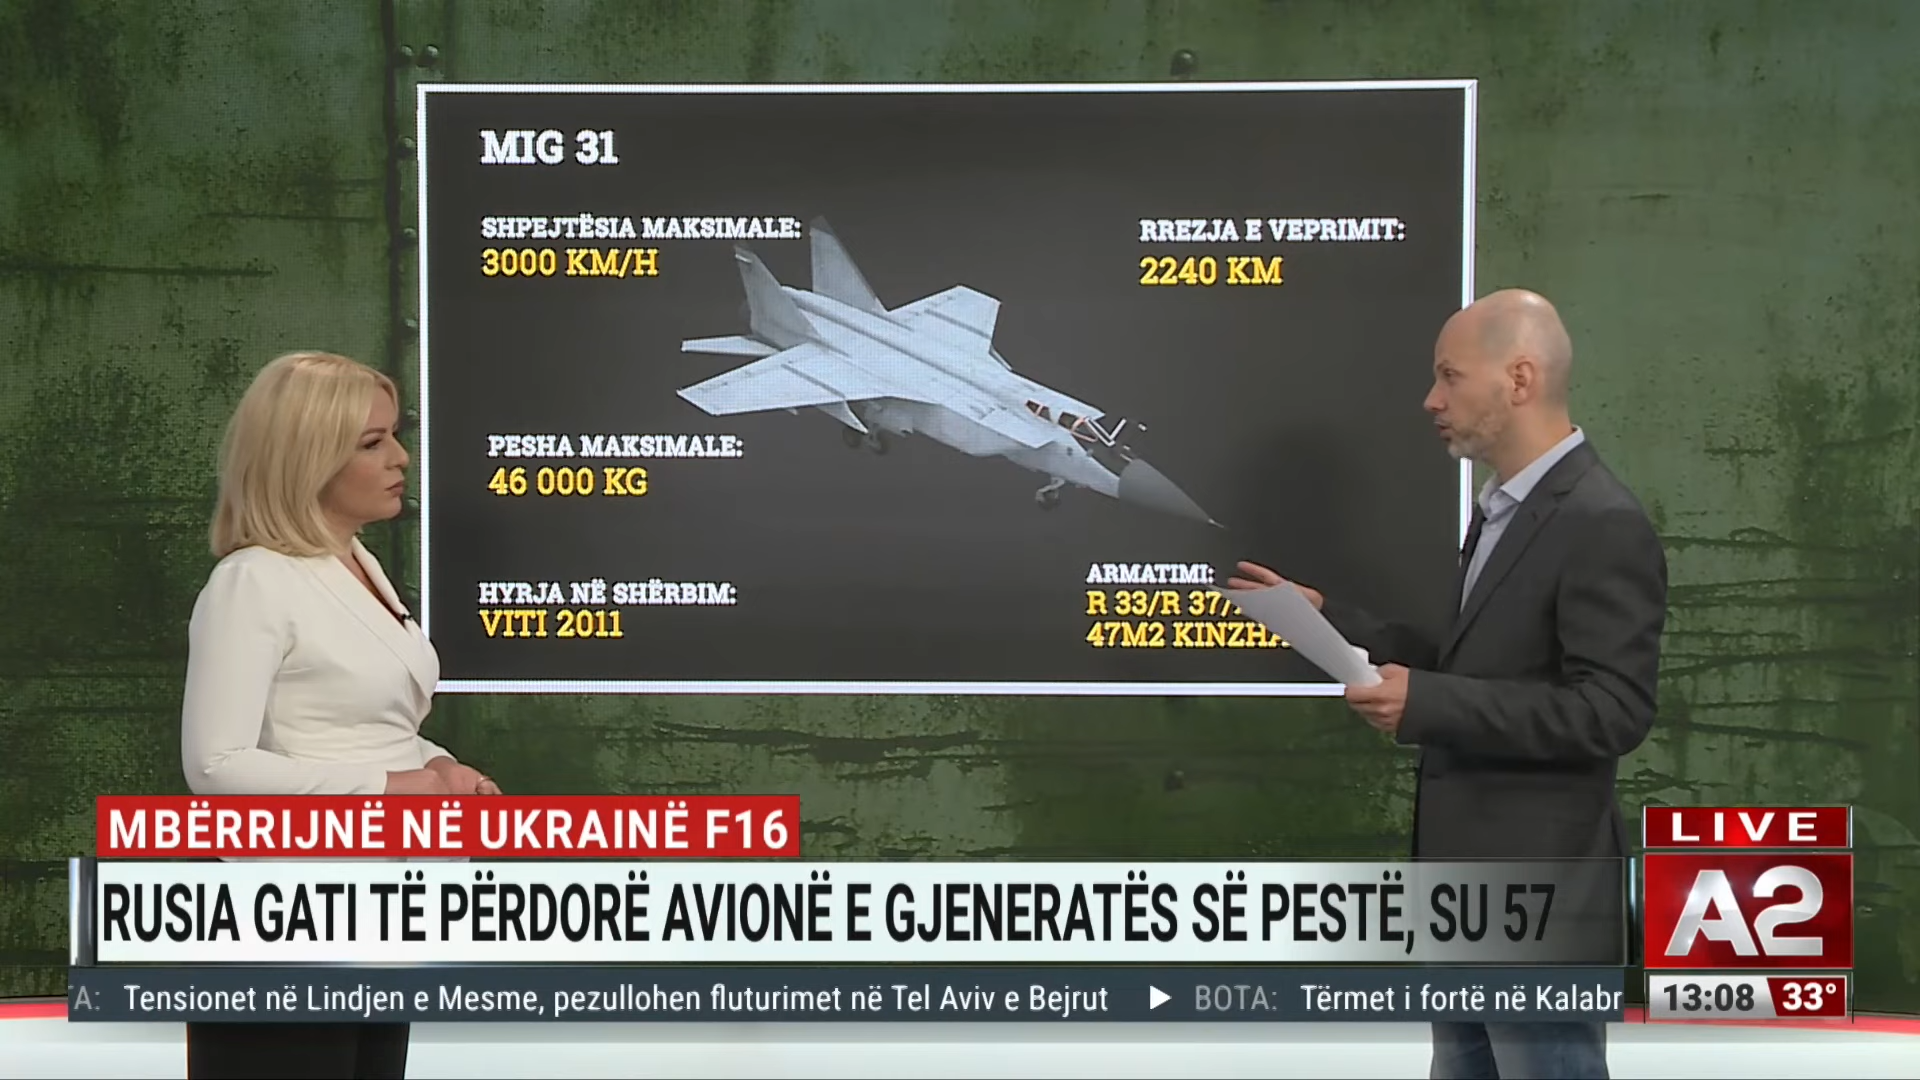 MIG 31
SHPEJTËSIA MAKSIMALE:
3000 KM/H
RREZJA E VEPRIMIT:
2240 KM
PESHA MAKSIMALE:
46 000 KG
HYRJA NË SHËRBIM:
VITI 2011
ARMATIMI:
R 33/R 37/
47M2
MBËRRIJNË NË UKRAINË F16
RUSIA GATI TË PËRDORË AVIONË E GJENERATËS SË PESTË, SU 57
Tensionet në Lindjen e Mesme, pezullohen fluturimet në Tel Aviv e Bejrut
BOTA: Tërmet i fortë në Kalabr
LIVE
A2
13:08 33°